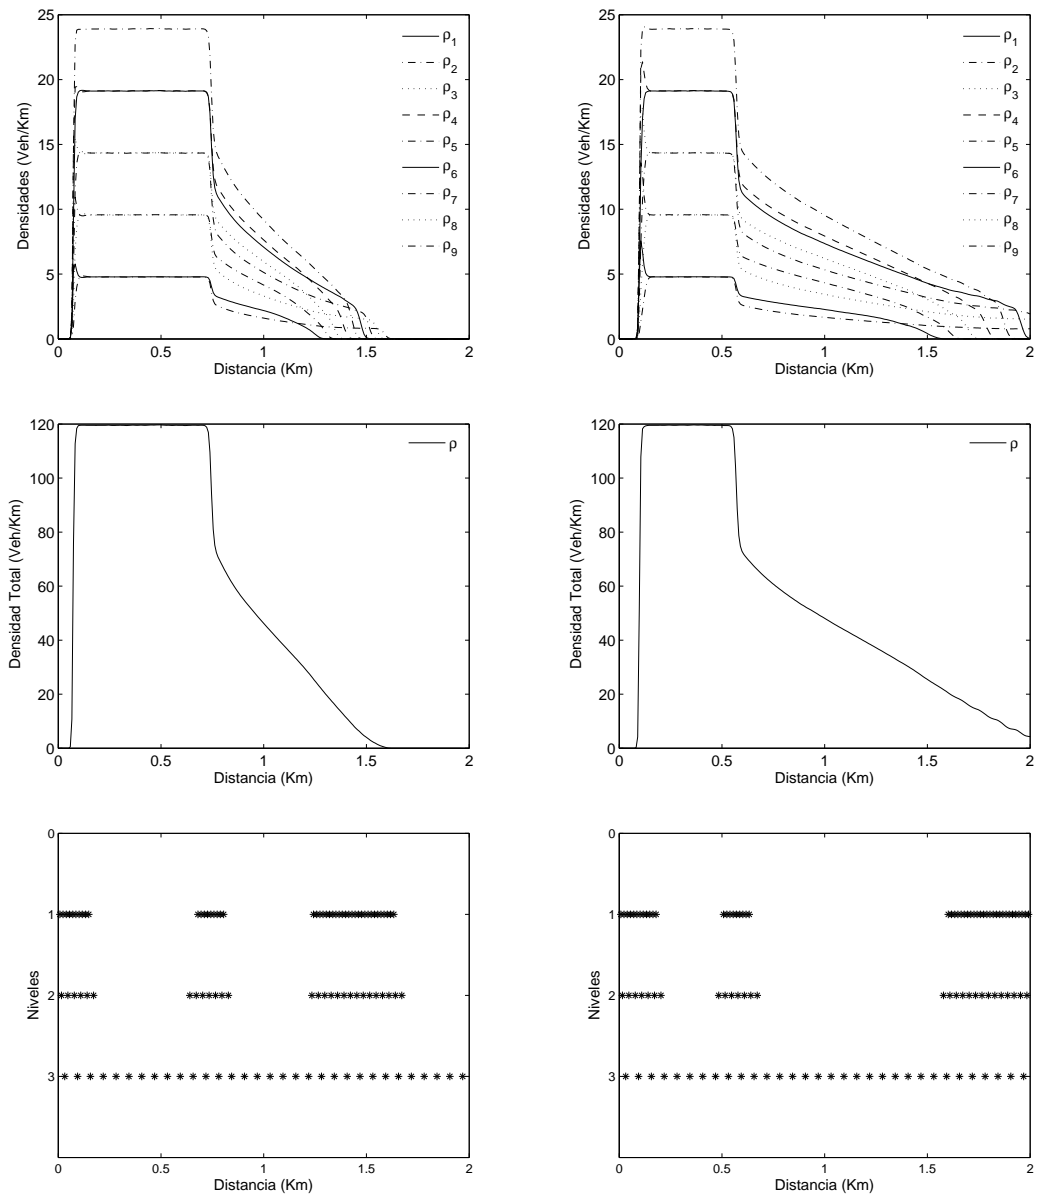 25
20
15
10
5
0
Densidades (Veh/Km)
0 0.5 1 1.5 2
Distancia (Km)
ρ1
ρ2
ρ3
ρ4
ρ5
ρ6
ρ7
ρ8
ρ9
25
20
15
10
5
0
Densidades (Veh/Km)
0 0.5 1 1.5 2
Distancia (Km)
ρ1
ρ2
ρ3
ρ4
ρ5
ρ6
ρ7
ρ8
ρ9
120
100
80
60
40
20
0
Densidad Total (Veh/Km)
0 0.5 1 1.5 2
Distancia (Km)
ρ
120
100
80
60
40
20
0
Densidad Total (Veh/Km)
0 0.5 1 1.5 2
Distancia (Km)
ρ
0
1
2
3
Niveles
0 0.5 1 1.5 2
Distancia (Km)
0
1
2
3
Niveles
0 0.5 1 1.5 2
Distancia (Km)